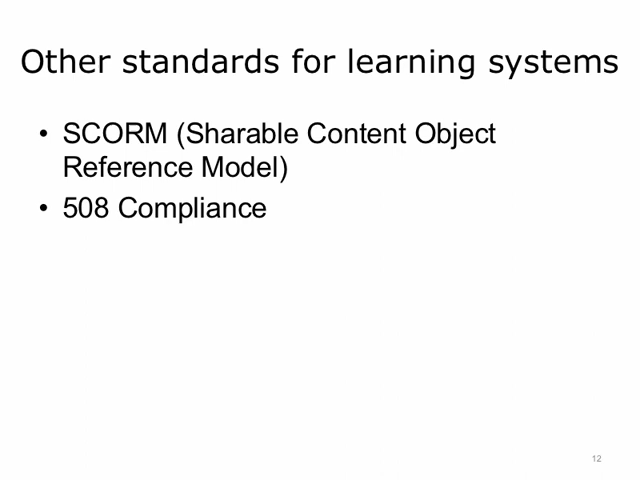 Other standards for learning systems
• SCORM (Sharable Content Object
Reference Model)
• 508 Compliance
12